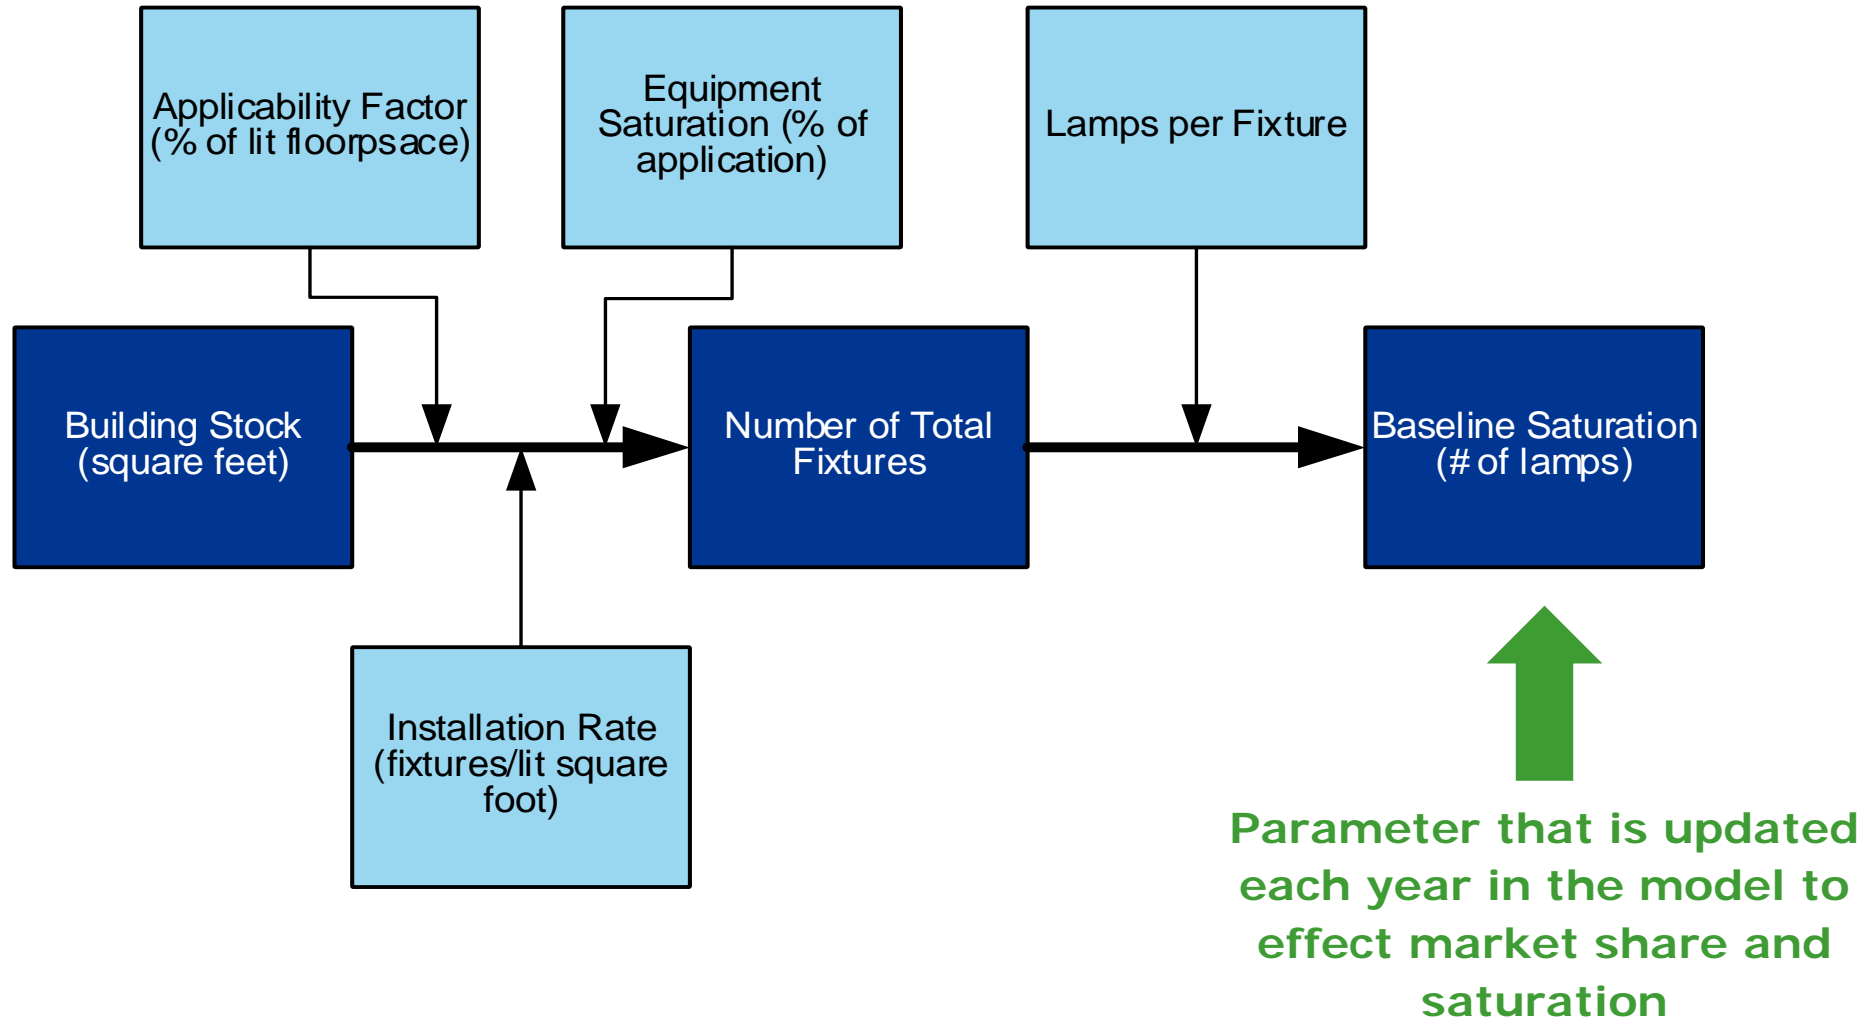 Applicability Factor
(% of lit floorpsace)
Equipment
Saturation (% of
application)
Lamps per Fixture
Building Stock
(square feet)
Number of Total
Fixtures
Baseline Saturation
(# of lamps)
Installation Rate
(fixtures/lit square
foot)
Parameter that is updated
each year in the model to
effect market share and
saturation